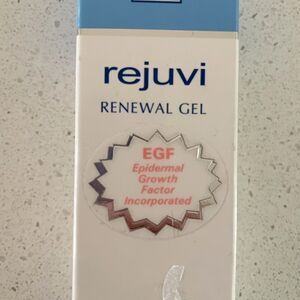 rejuvi
RENEWAL GEL
EGF
Epidermal
Growth
Factor
Incorporated